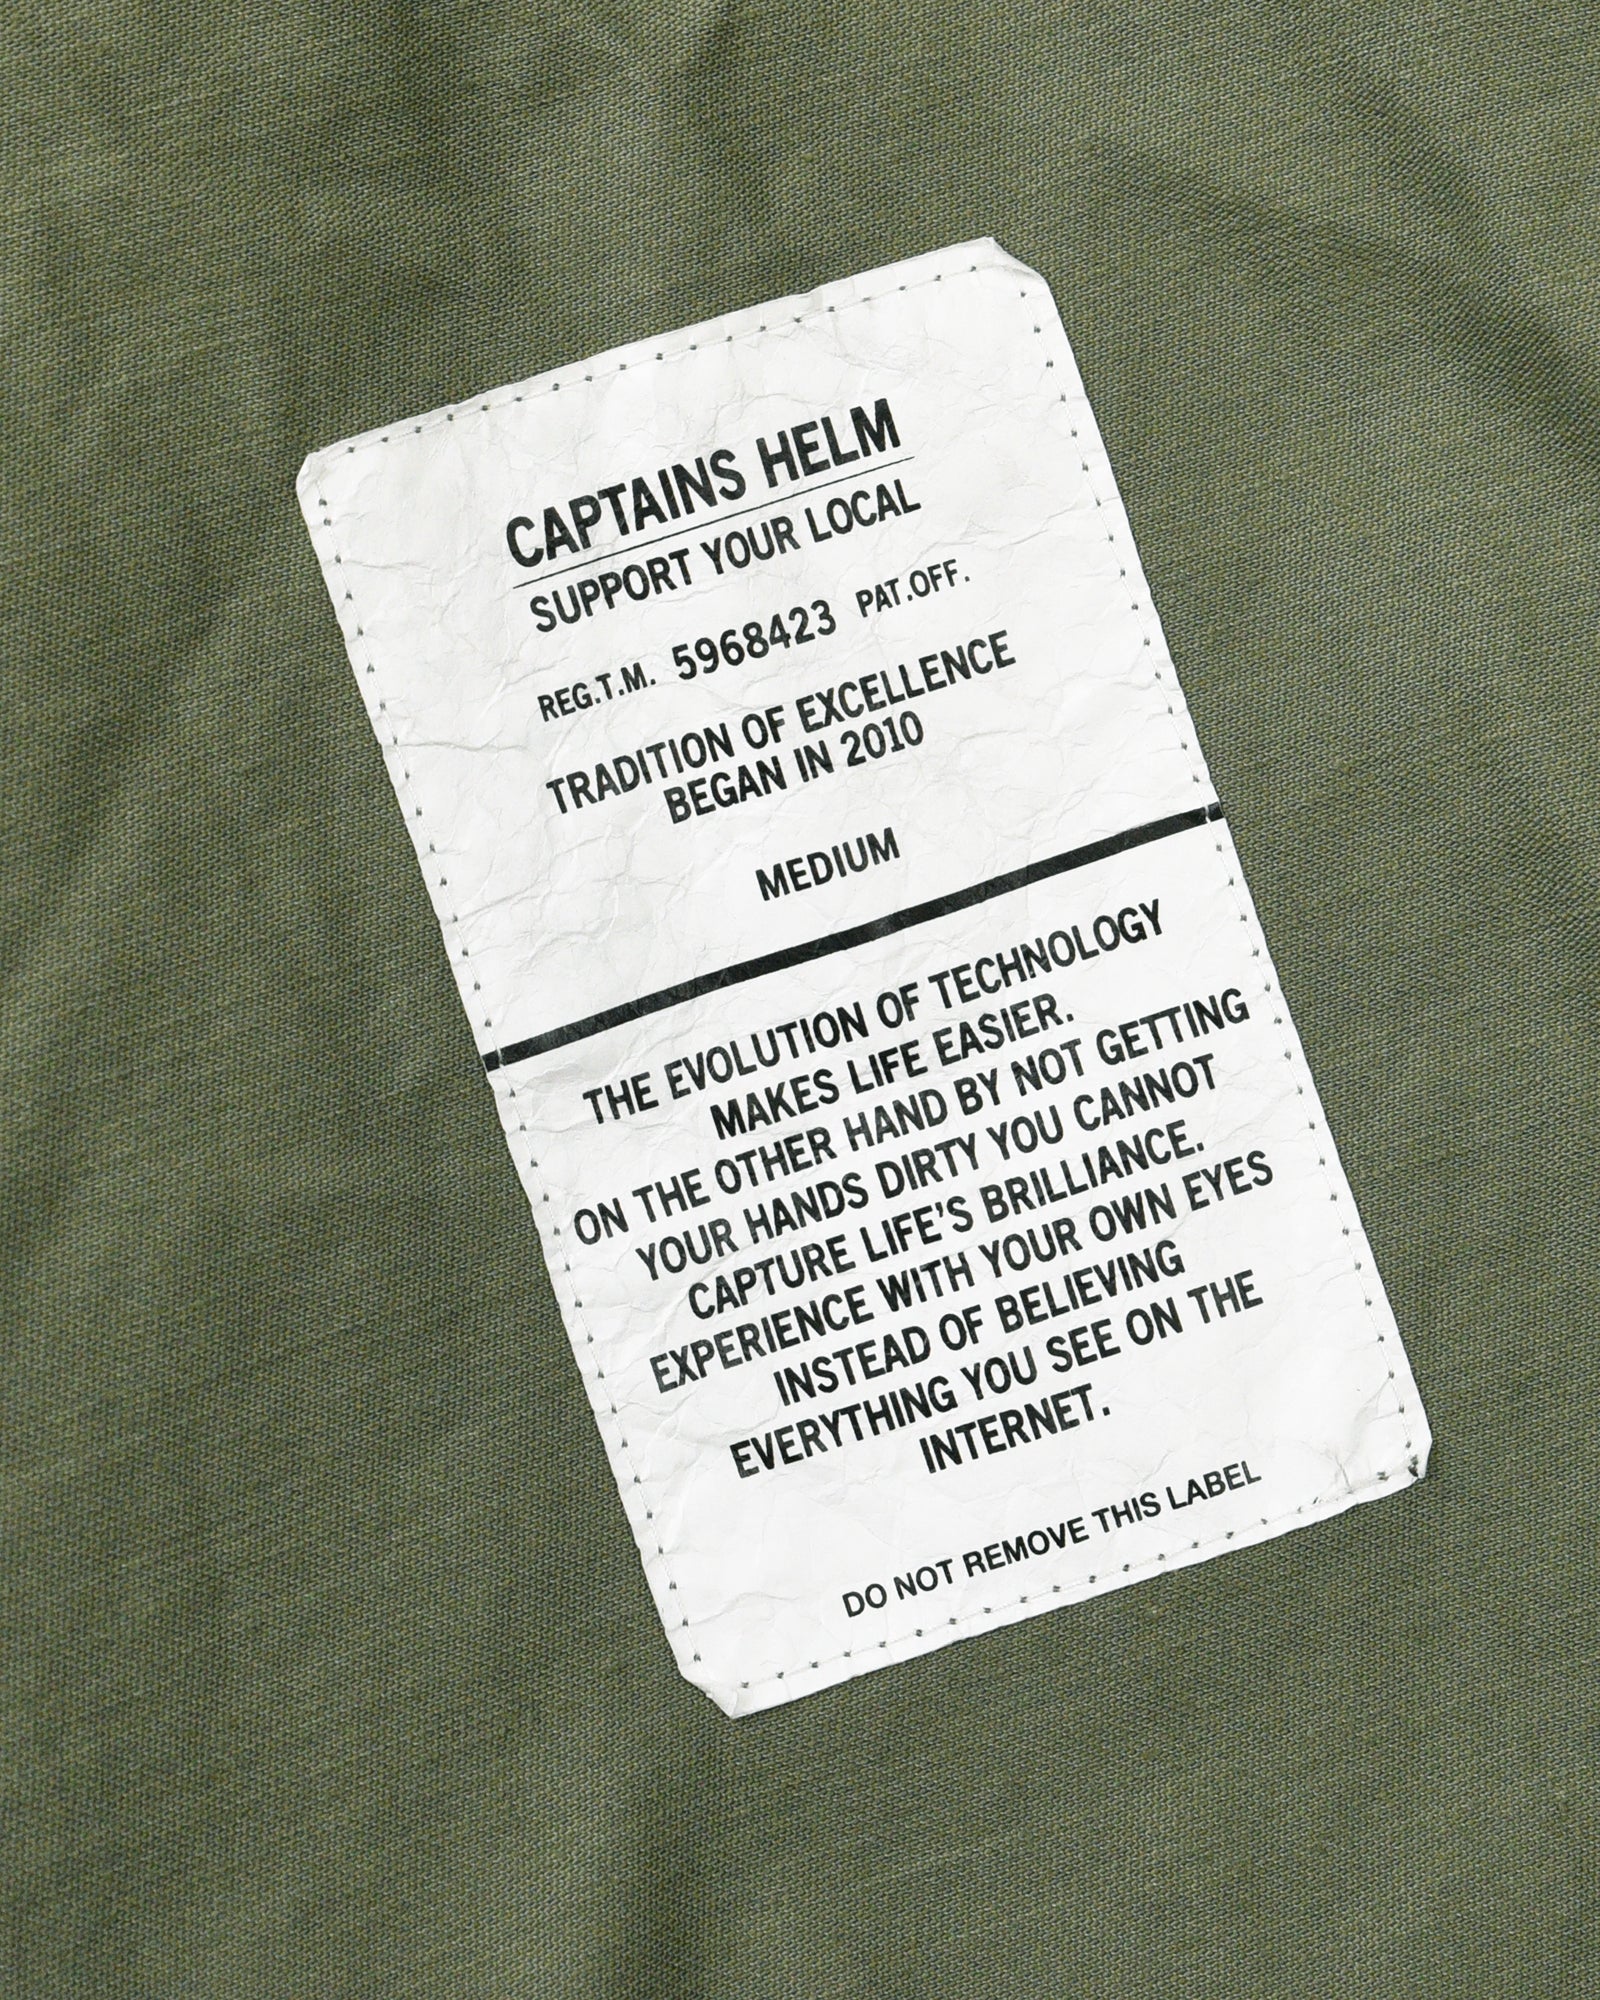 CAPTAINS HELM
SUPPORT YOUR LOCAL
REG.T.M. 5968423 PAT.OFF.
TRADITION OF EXCELLENCE
BEGAN IN 2010
MEDIUM
THE EVOLUTION OF TECHNOLOGY
MAKES LIFE EASIER.
ON THE OTHER HAND BY NOT GETTING
YOUR HANDS DIRTY YOU CANNOT
CAPTURE LIFE'S BRILLIANCE.
EXPERIENCE WITH YOUR OWN EYES
INSTEAD OF BELIEVING
EVERYTHING YOU SEE ON THE
INTERNET.
DO NOT REMOVE THIS LABEL